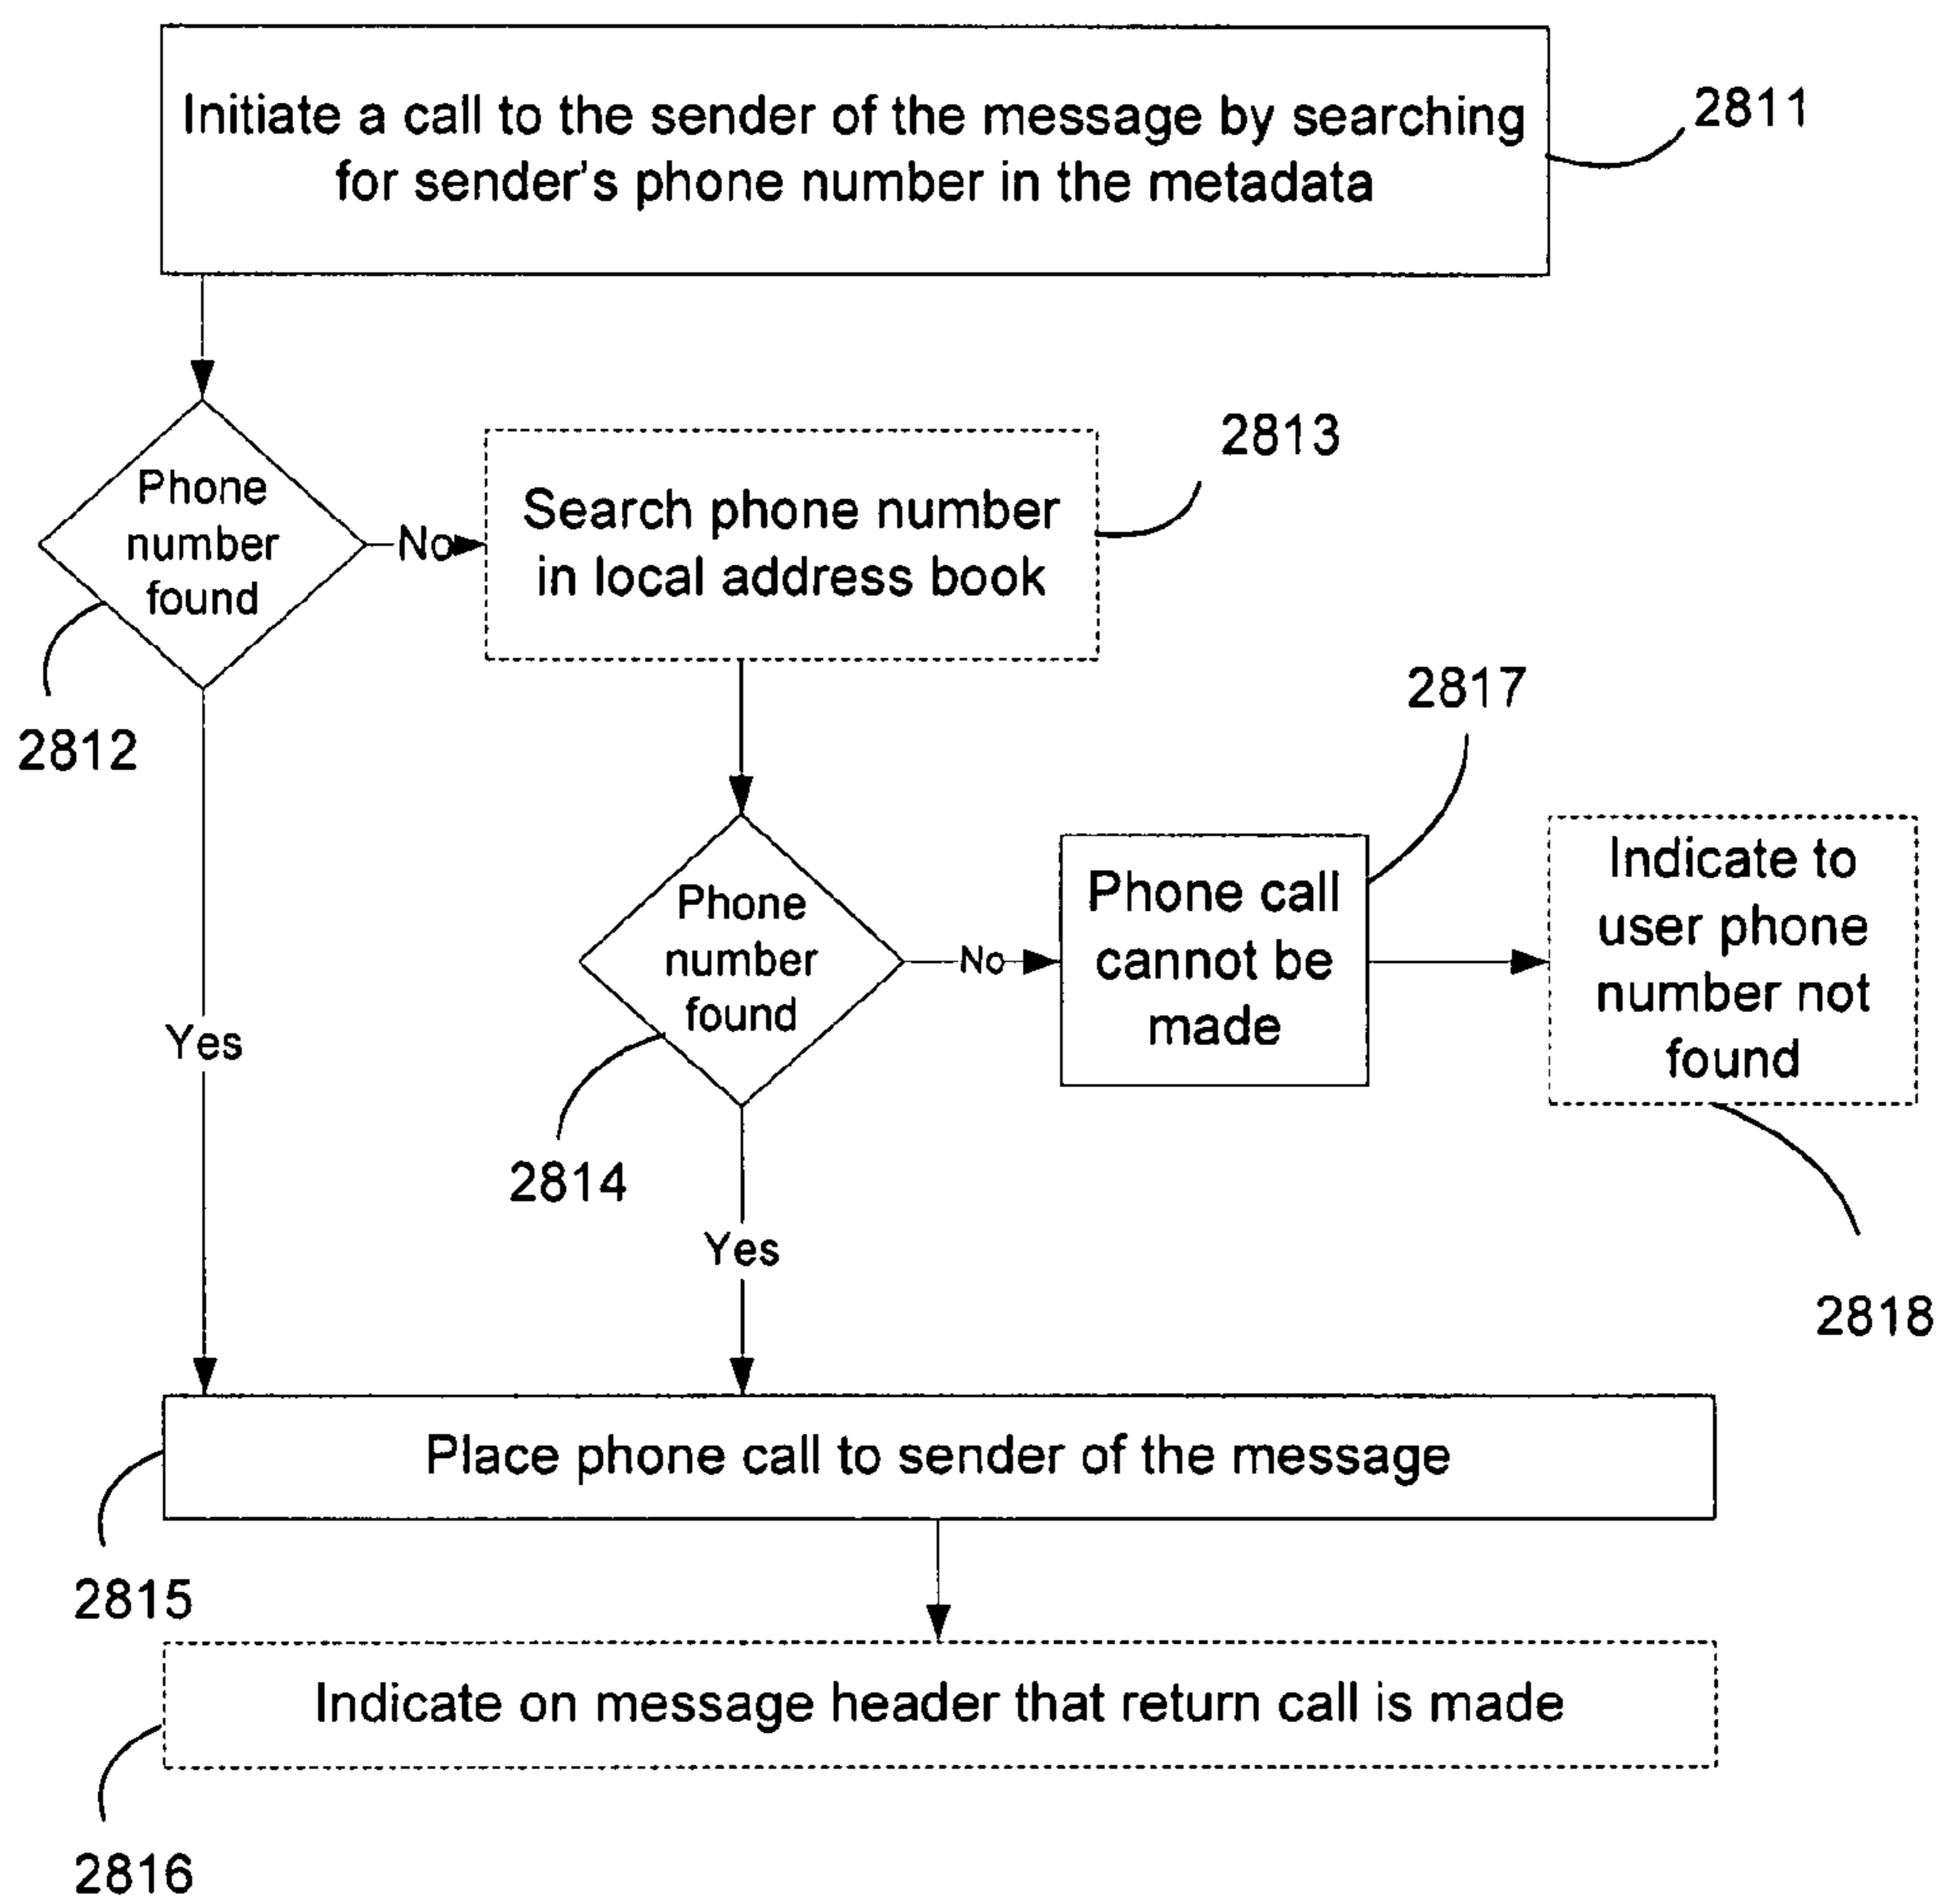 Initiate a call to the sender of the message by searching
for sender's phone number in the metadata
2811
Phone
number
found
No
2812
Search phone number
in local address book
2813
Phone
number
found
No
2814
Phone call
cannot be
made
2817
Indicate to
user phone
number not
found
2818
Yes
Yes
Place phone call to sender of the message
2815
Indicate on message header that return call is made
2816